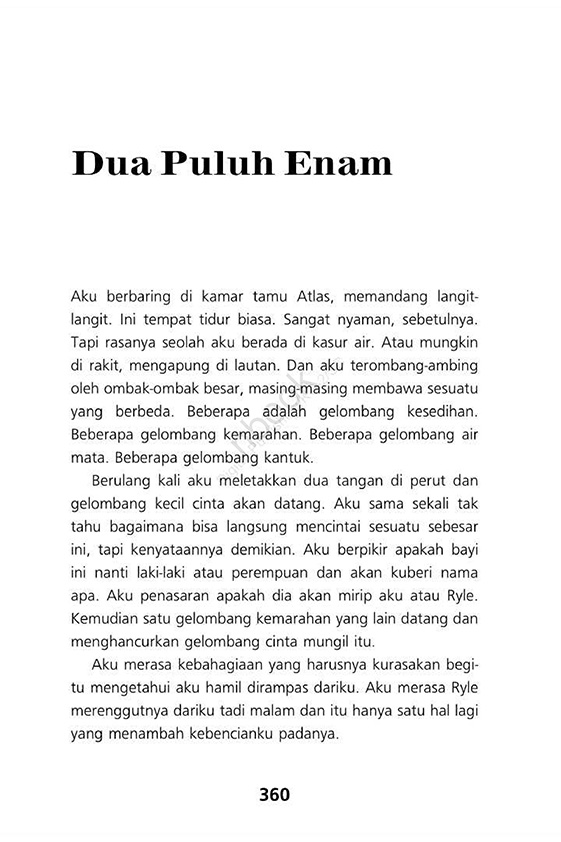 Dua Puluh Enam
Aku berbaring di kamar tamu Atlas, memandang langit-
langit. Ini tempat tidur biasa. Sangat nyaman, sebetulnya.
Tapi rasanya seolah aku berada di kasur air. Atau mungkin
di rakit, mengapung di lautan. Dan aku terombang-ambing
oleh ombak-ombak besar, masing-masing membawa sesuatu
yang berbeda. Beberapa adalah gelombang kesedihan.
Beberapa gelombang kemarahan. Beberapa gelombang air
mata. Beberapa gelombang kantuk.
Berulang kali aku meletakkan dua tangan di perut dan
gelombang kecil cinta akan datang. Aku sama sekali tak
tahu bagaimana bisa langsung mencintai sesuatu sebesar
ini, tapi kenyataannya demikian. Aku berpikir apakah bayi
ini nanti laki-laki atau perempuan dan akan kuberi nama
apa. Aku penasaran apakah dia akan mirip aku atau Ryle.
Kemudian satu gelombang kemarahan yang lain datang dan
menghancurkan gelombang cinta mungil itu.
Aku merasa kebahagiaan yang harusnya kurasakan begi-
tu mengetahui aku hamil dirampas dariku. Aku merasa Ryle
merenggutnya dariku tadi malam dan itu hanya satu hal lagi
yang menambah kebencianku padanya.
360